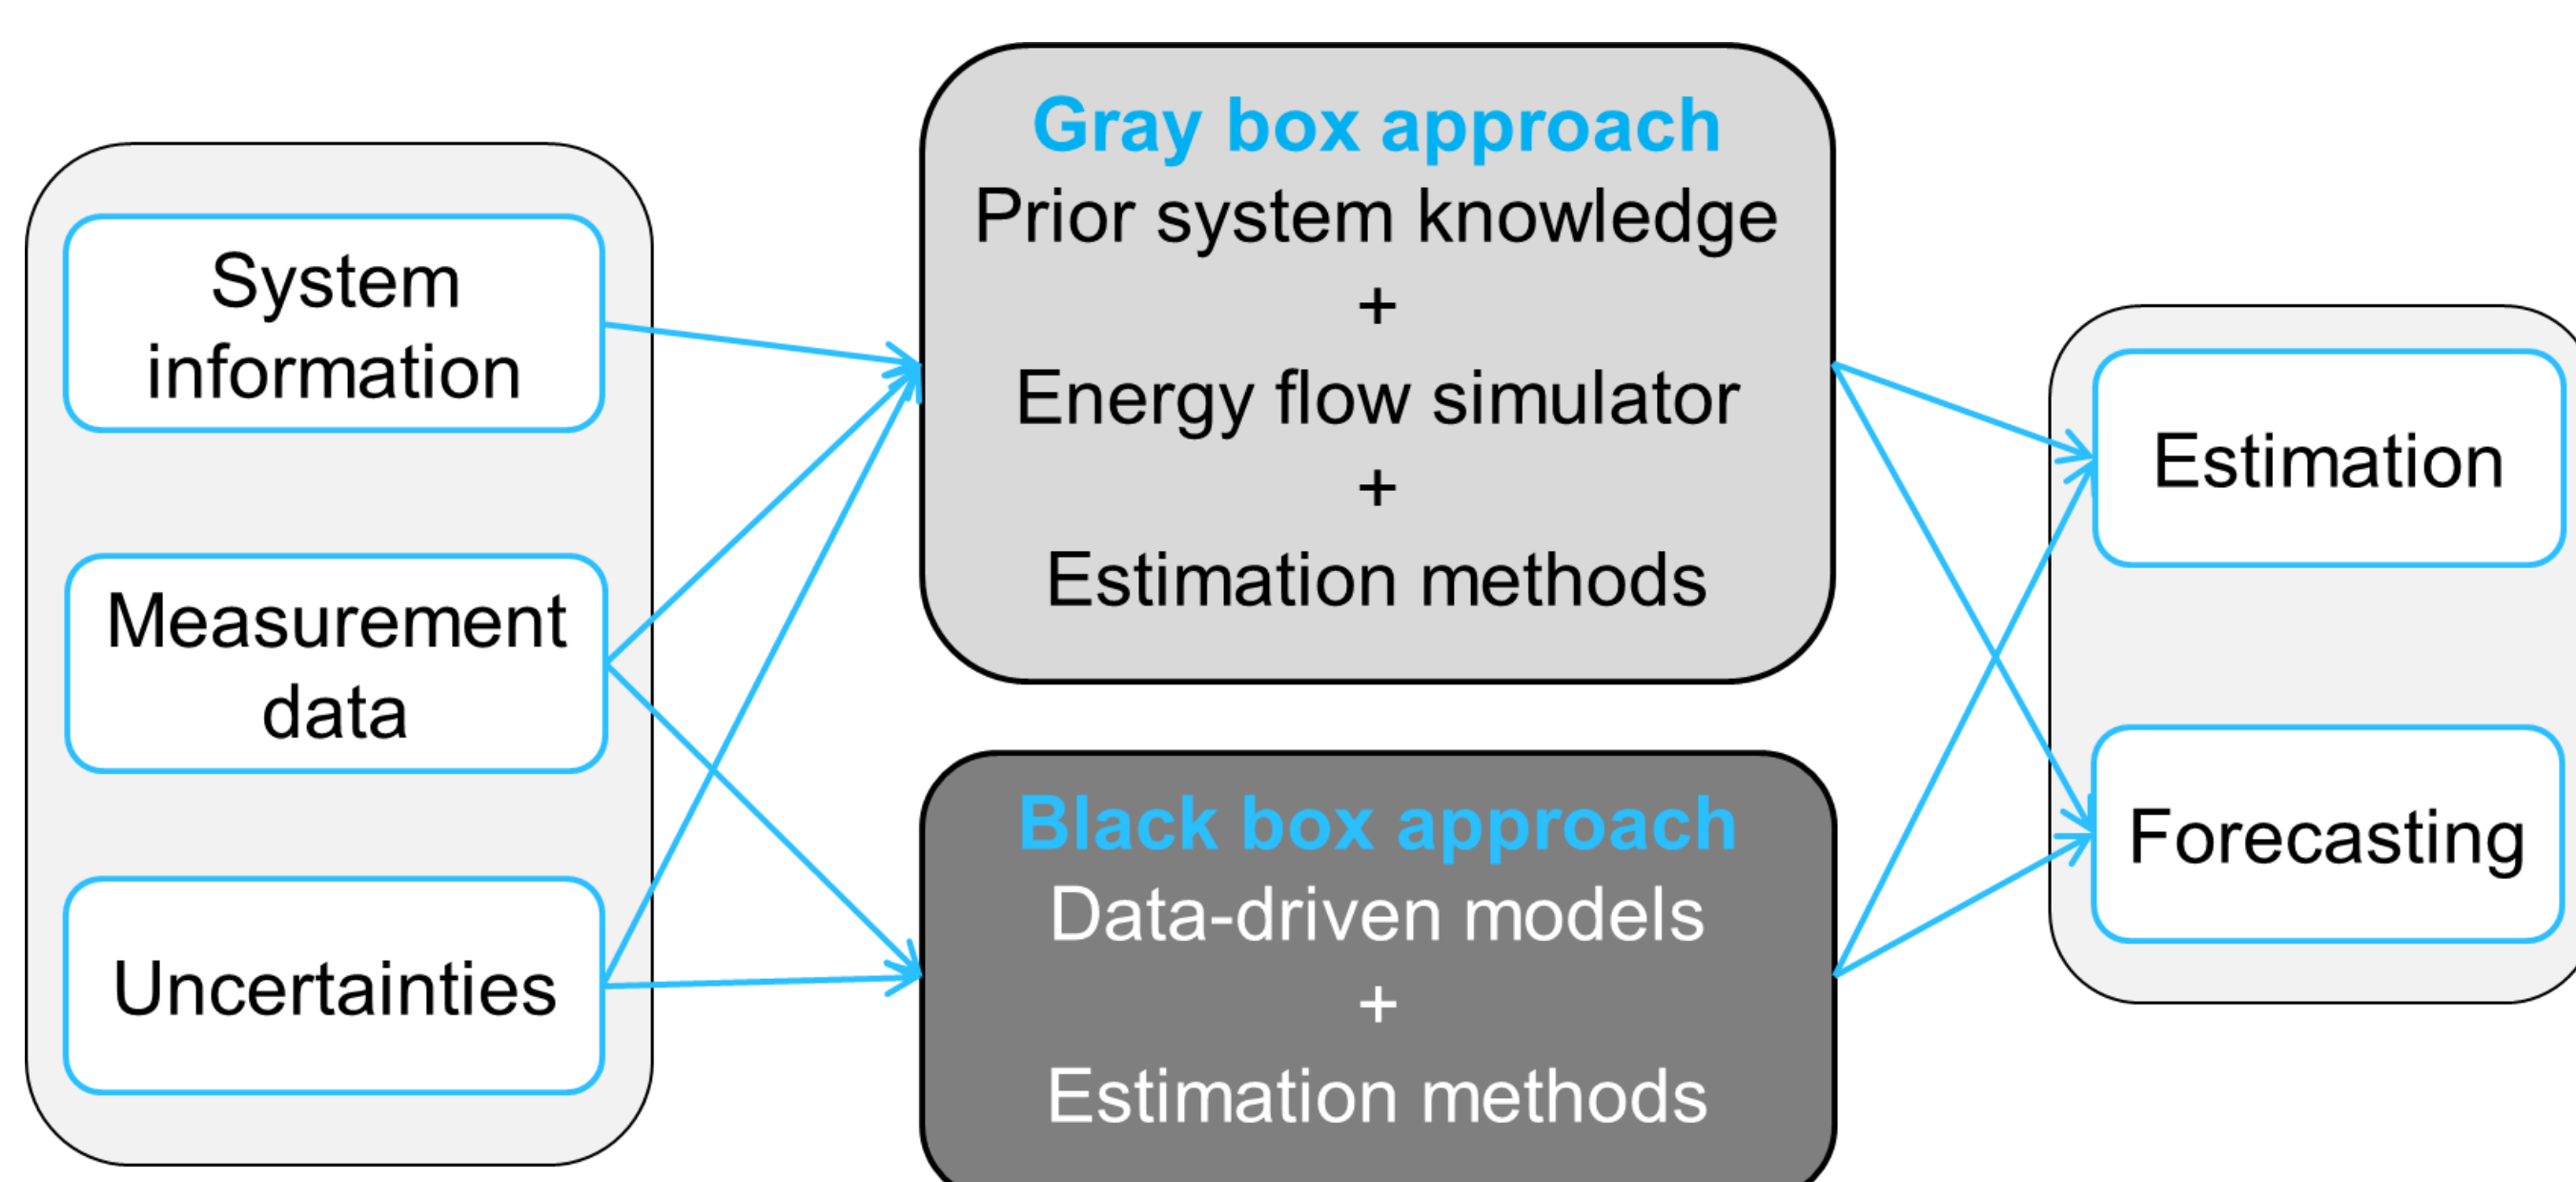 System
information
Measurement
data
Uncertainties
Gray box approach
Prior system knowledge
+
Energy flow simulator
+
Estimation methods
Black box approach
Data-driven models
+
Estimation methods
Estimation
Forecasting